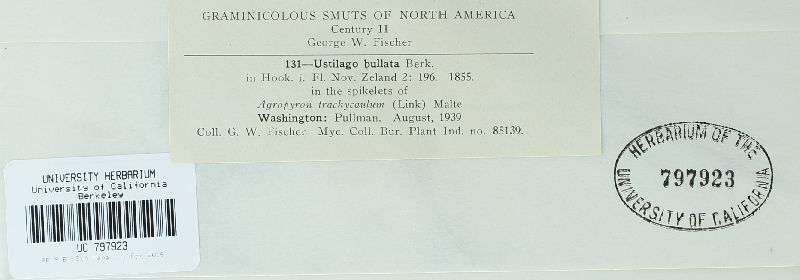 GRAMINICOLOUS SMUTS OF NORTH AMERICA
Century II
George W. Fischer
131—Ustilago bullata Berk.
in Hook. f. Fl. Nov. Zeland 2: 196. 1855.
in the spikelets of
Agropyron trachycaulum (Link) Malte
Washington: Pullman. August, 1939
Coll. G. W. Fischer Myc. Coll. Bur. Plant Ind. no. 85139.
HERBARIUM OF THE
797923
UNIVERSITY OF CALIFORNIA
UNIVERSITY HERBARIUM
University of California
Berkeley
UC 797923